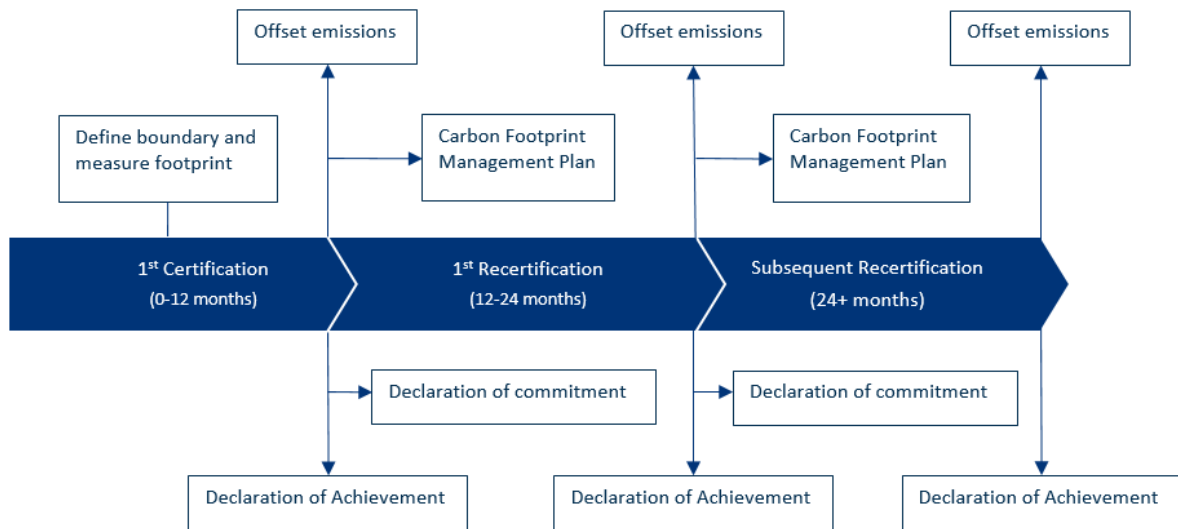 Offset emissions
Offset emissions
Offset emissions
Define boundary and
measure footprint
Carbon Footprint
Management Plan
Carbon Footprint
Management Plan
1st Certification
(0-12 months)
1st Recertification
(12-24 months)
Subsequent Recertification
(24+ months)
Declaration of commitment
Declaration of commitment
Declaration of Achievement
Declaration of Achievement
Declaration of Achievement